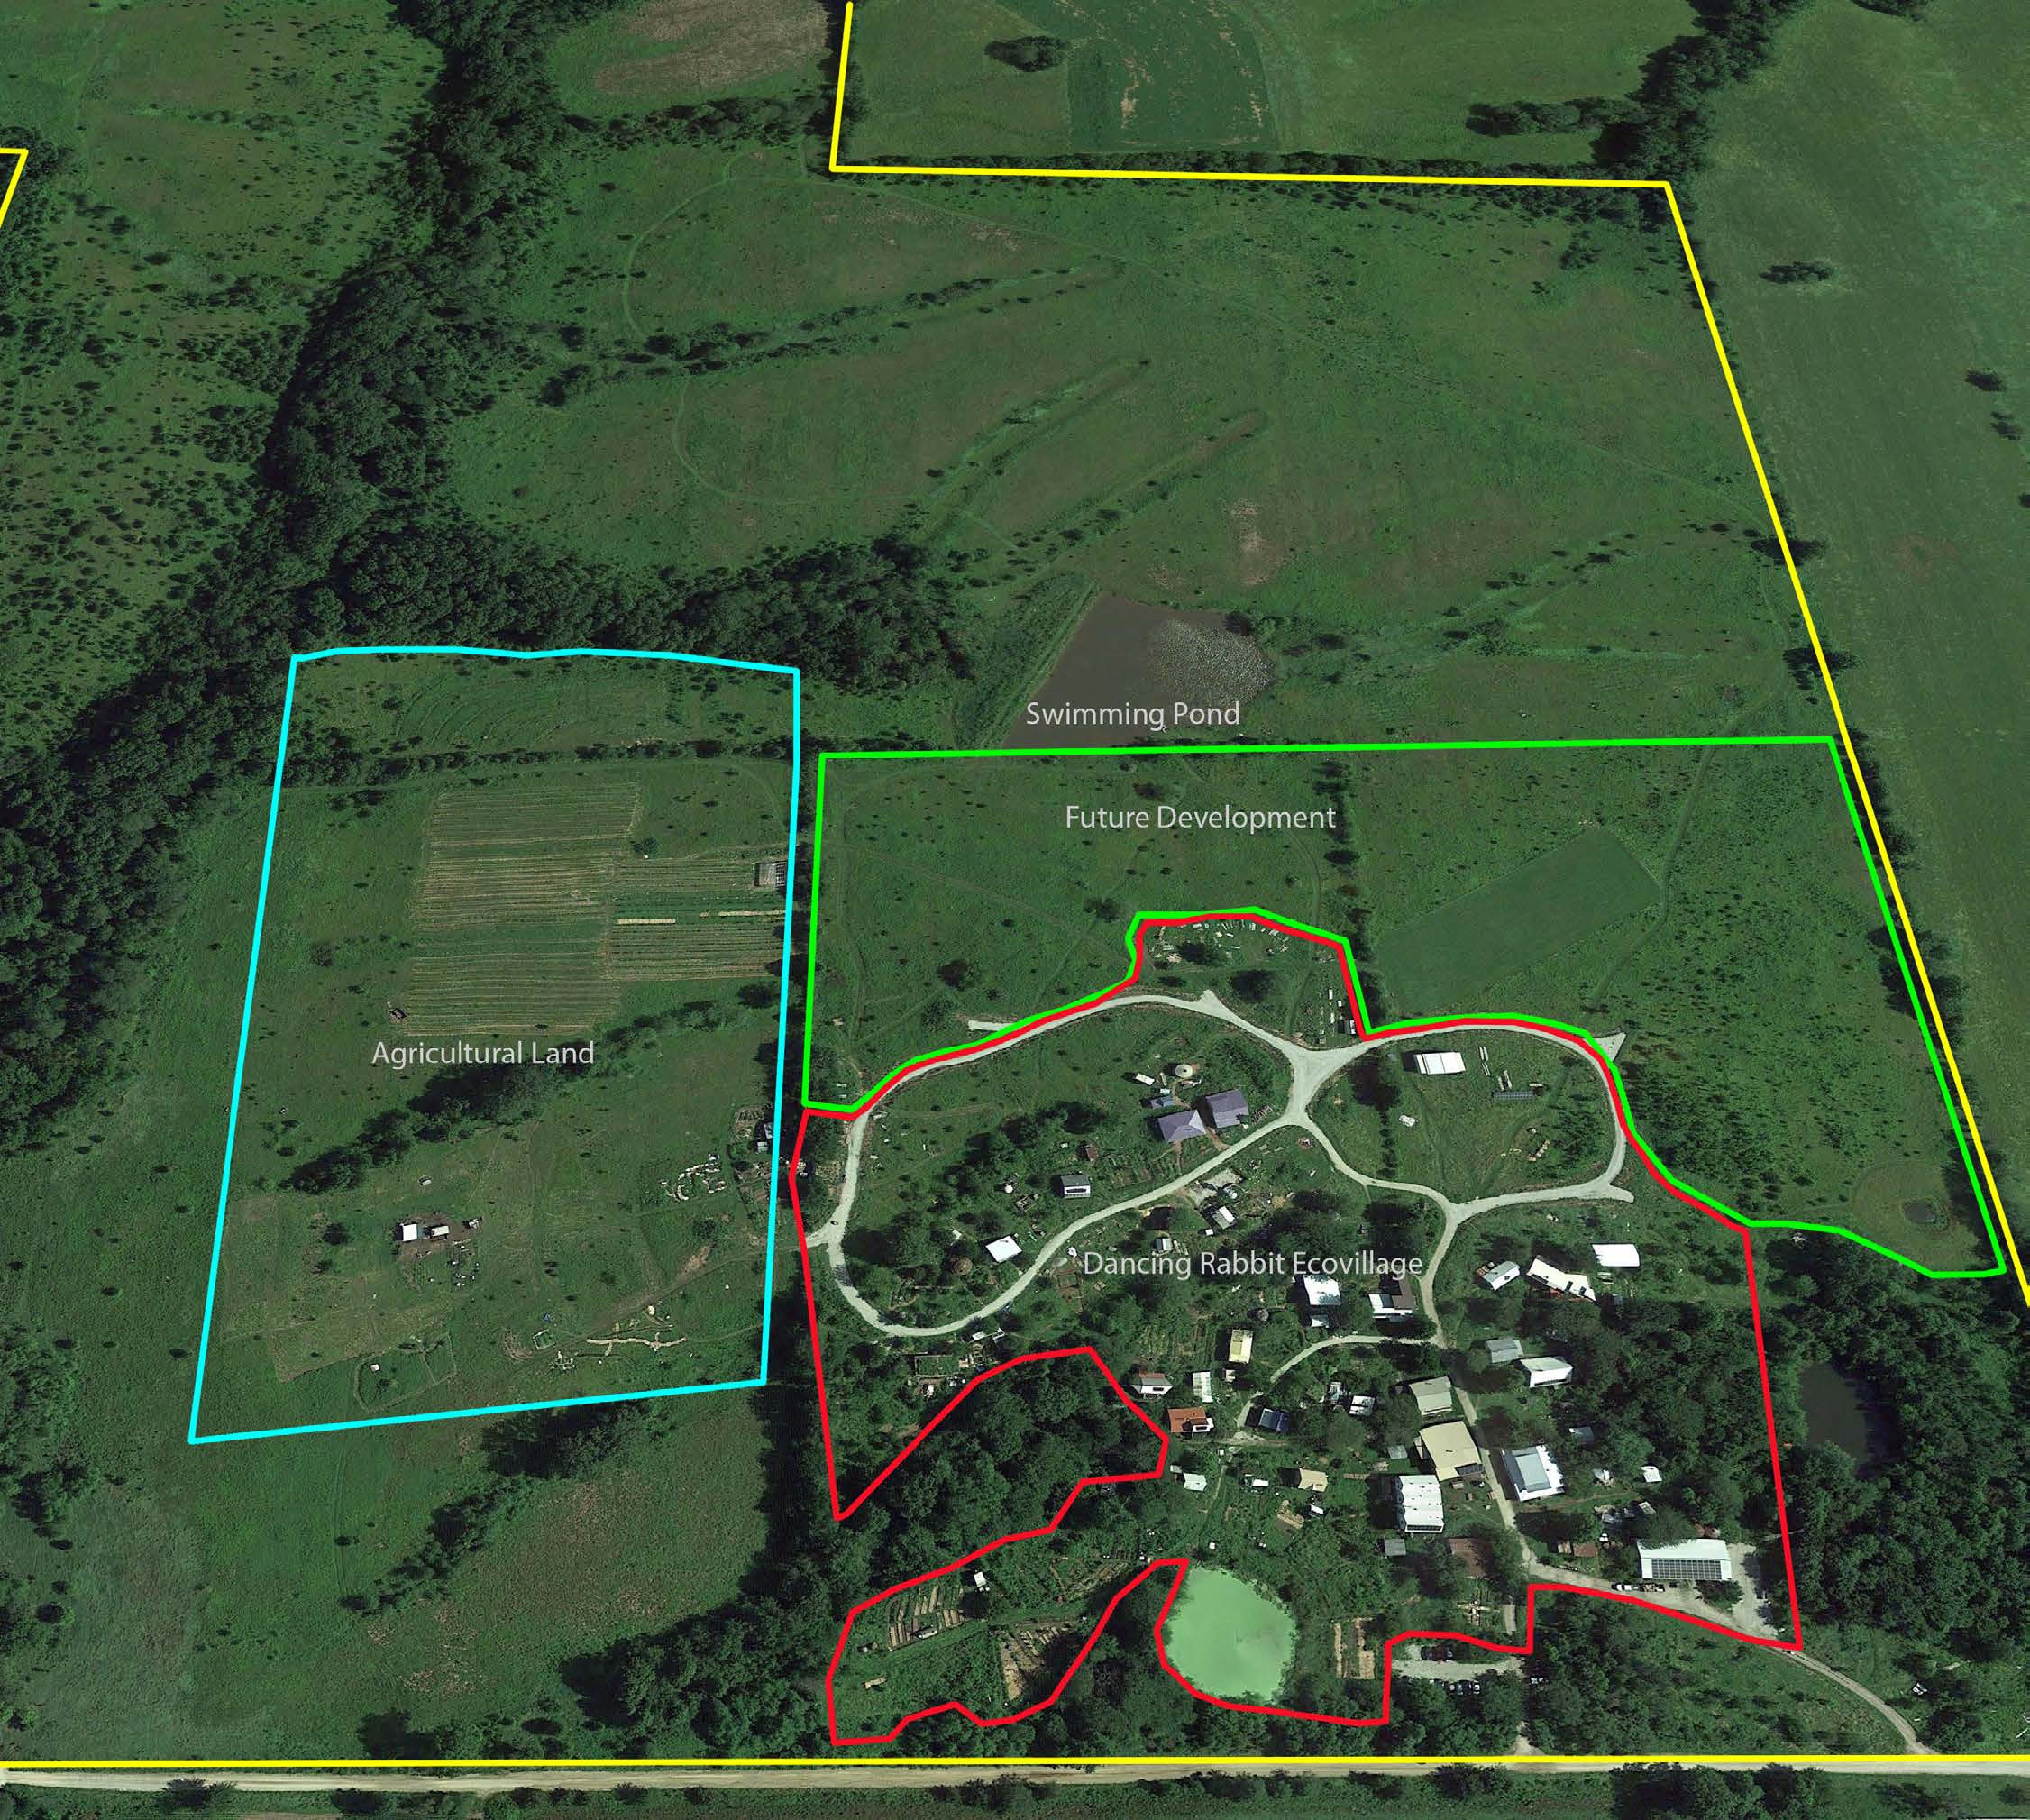 Swimming Pond
Future Development
Agricultural Land
Dancing Rabbit Ecovillage